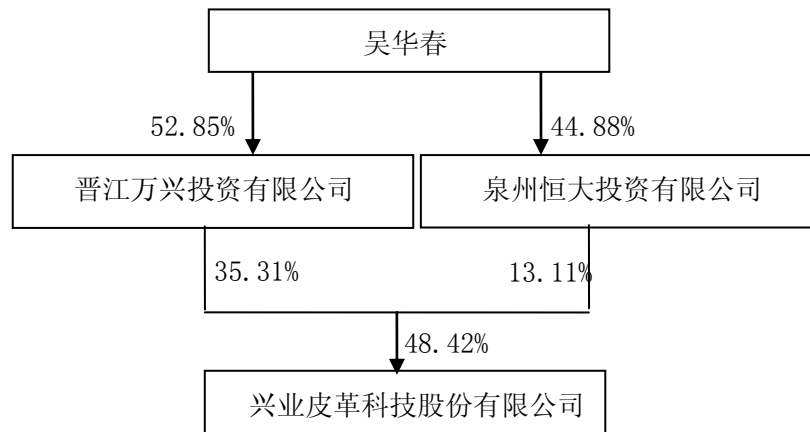 吴华春
52.85%
44.88%
晋江万兴投资有限公司
泉州恒大投资有限公司
35.31%
13.11%
48.42%
兴业皮革科技股份有限公司